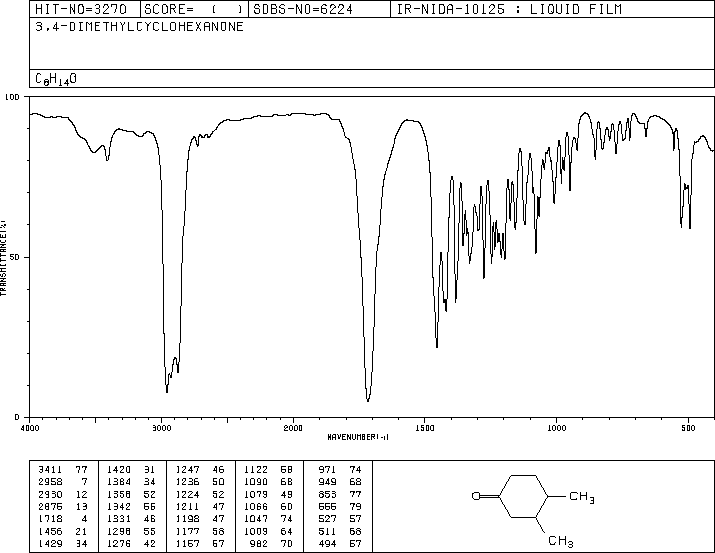 HIT-NO=3270 SCORE= ( ) SDBS-NO=6224 IR-NIDA-10125 : LIQUID FILM
3,4-DIMETHYLCYCLOHEXANONE
C8H14O
100
TRANSMITTANCE(%)
50
0
4000 3000 2000 1500 1000 500
WAVENUMBER(-1)
3411 77 1420 31 1247 46 1122 58 971 74
2958 7 1384 34 1236 50 1090 68 949 68
2930 12 1358 52 1224 52 1079 49 853 77
2876 13 1342 55 1211 47 1066 60 666 79
1718 4 1331 46 1198 47 1047 74 527 57
1456 21 1298 55 1177 58 1009 64 511 68
1429 34 1276 42 1157 57 982 70 494 57
O
CH3
CH3